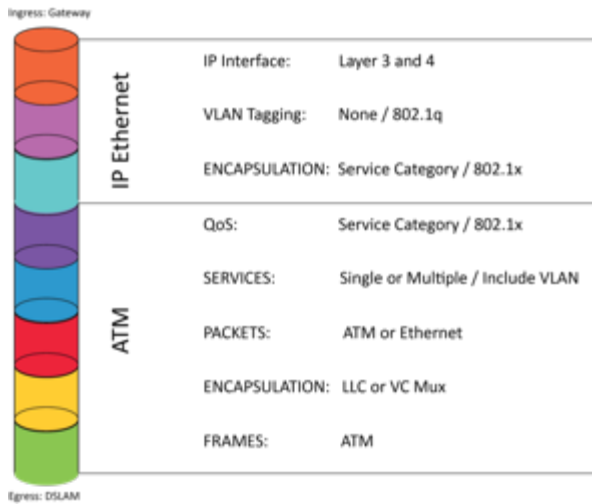 Ingress: Gateway
IP Ethernet
IP Interface: Layer 3 and 4
VLAN Tagging: None / 802.1q
ENCAPSULATION: Service Category / 802.1x
ATM
QoS: Service Category / 802.1x
SERVICES: Single or Multiple / Include VLAN
PACKETS: ATM or Ethernet
ENCAPSULATION: LLC or VC Mux
FRAMES: ATM
Egress: DSLAM